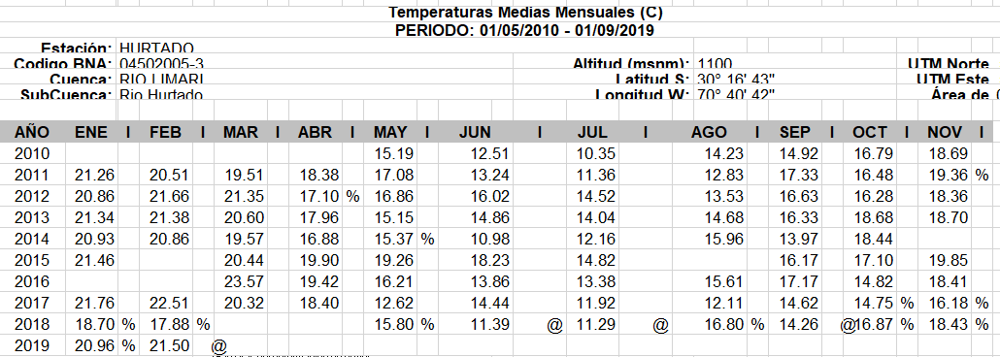 Temperaturas Medias Mensuales (C)
PERIODO: 01/05/2010 - 01/09/2019
Estación: HURTADO
Codigo BNA: 04502005-3 Altitud (msnm): 1100 UTM Norte
Cuenca: RIO LIMARI Latitud S: 30° 16' 43" UTM Este
SubCuenca: Rio Hurtado Longitud W: 70° 40' 42" Área de
AÑO ENE I FEB I MAR I ABR I MAY I JUN I JUL I AGO I SEP I OCT I NOV I
2010 15.19 12.51 10.35 14.23 14.92 16.79 18.69
2011 21.26 20.51 19.51 18.38 17.08 13.24 11.36 12.83 17.33 16.48 19.36 %
2012 20.86 21.66 21.35 17.10 % 16.86 16.02 14.52 13.53 16.63 16.28 18.36
2013 21.34 21.38 20.60 17.96 15.15 14.86 14.04 14.68 16.33 18.68 18.70
2014 20.93 20.86 19.57 16.88 15.37 % 10.98 12.16 15.96 13.97 18.44
2015 21.46 20.44 19.90 19.26 18.23 14.82 16.17 17.10 19.85
2016 23.57 19.42 16.21 13.86 13.38 15.61 17.17 14.82 18.41
2017 21.76 22.51 20.32 18.40 12.62 14.44 11.92 12.11 14.62 14.75 % 16.18 %
2018 18.70 % 17.88 % 15.80 % 11.39 @ 11.29 @ 16.80 % 14.26 @16.87 % 18.43 %
2019 20.96 % 21.50 @